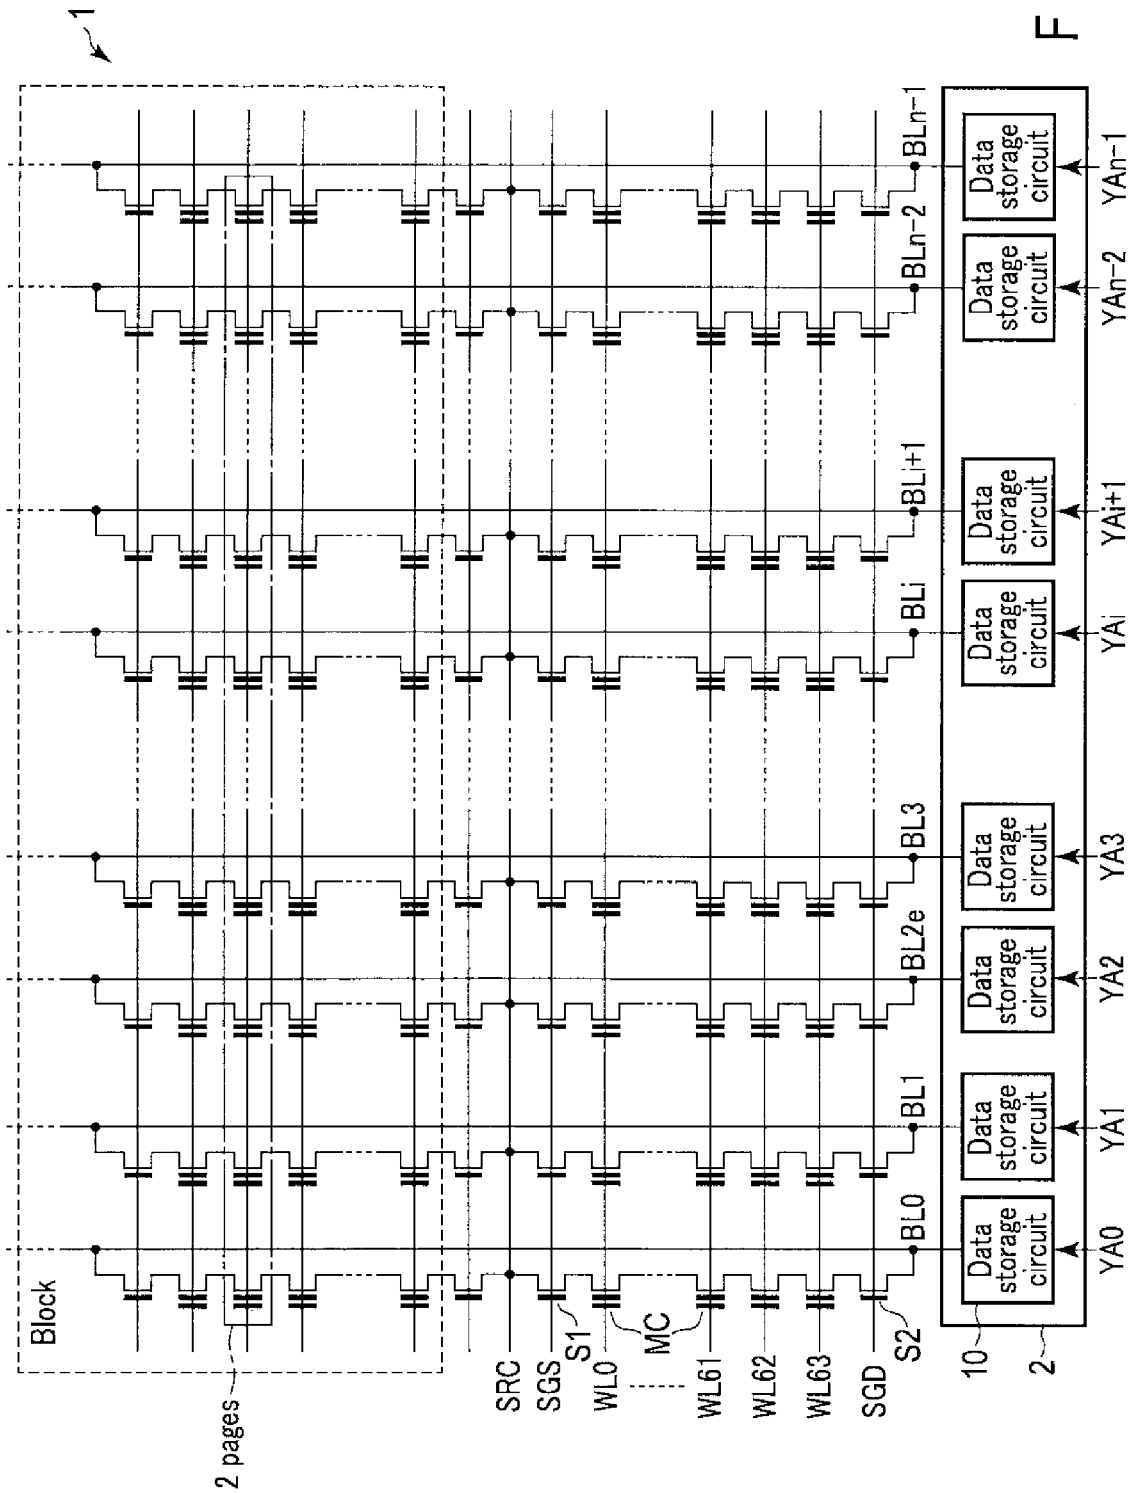 1
Block
2 pages
SRC
SGS
S1
WL0
MC
WL61
WL62
WL63
SGD
S2
BL0
BL1
BL2e
BL3
BLi
BLi+1
BLn-2
BLn-1
10
2
Data
storage
circuit
Data
storage
circuit
Data
storage
circuit
Data
storage
circuit
Data
storage
circuit
Data
storage
circuit
Data
storage
circuit
Data
storage
circuit
YA0
YA1
YA2
YA3
YAi
YAi+1
YAn-2
YAn-1
F